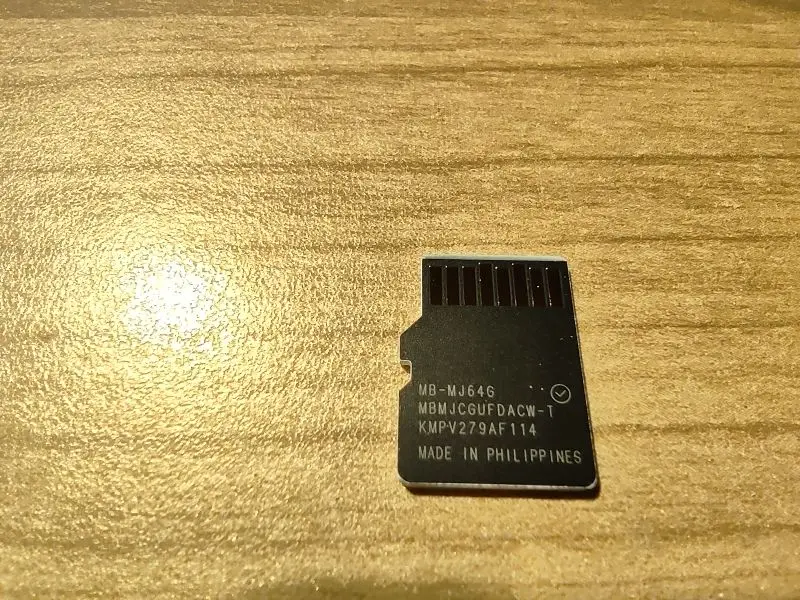 MB-MJ64G
MBMJCGUFDACW-T
KMPV279AF114
MADE IN PHILIPPINES